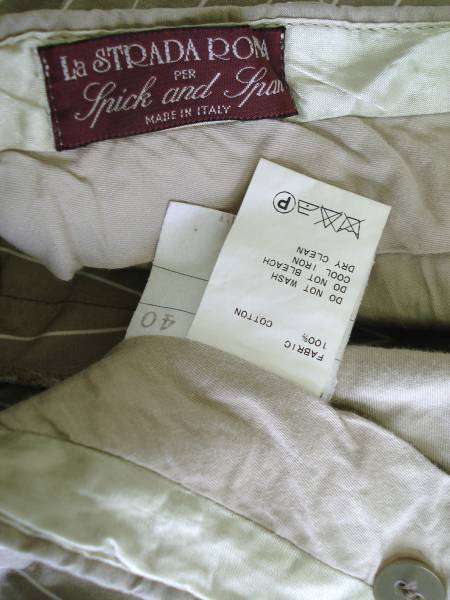 La STRADA ROM
PER
Spick and Span
MADE IN ITALY
P
FABRIC
100% COTTON
DO NOT WASH
DO NOT BLEACH
COOL IRON
DRY CLEAN
40